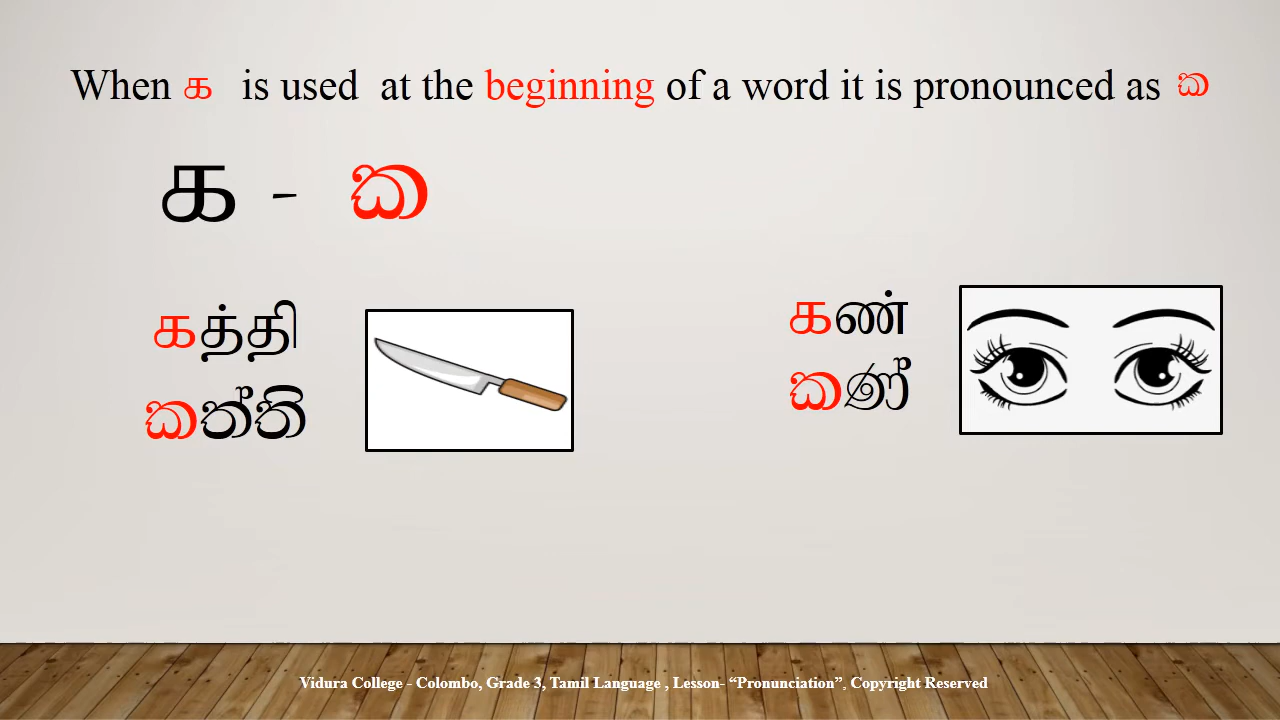 When க is used at the beginning of a word it is pronounced as ක
க - ක
கத்தி
කත්ති
கண்
කණ්
Vidura College - Colombo, Grade 3, Tamil Language , Lesson- “Pronunciation”, Copyright Reserved